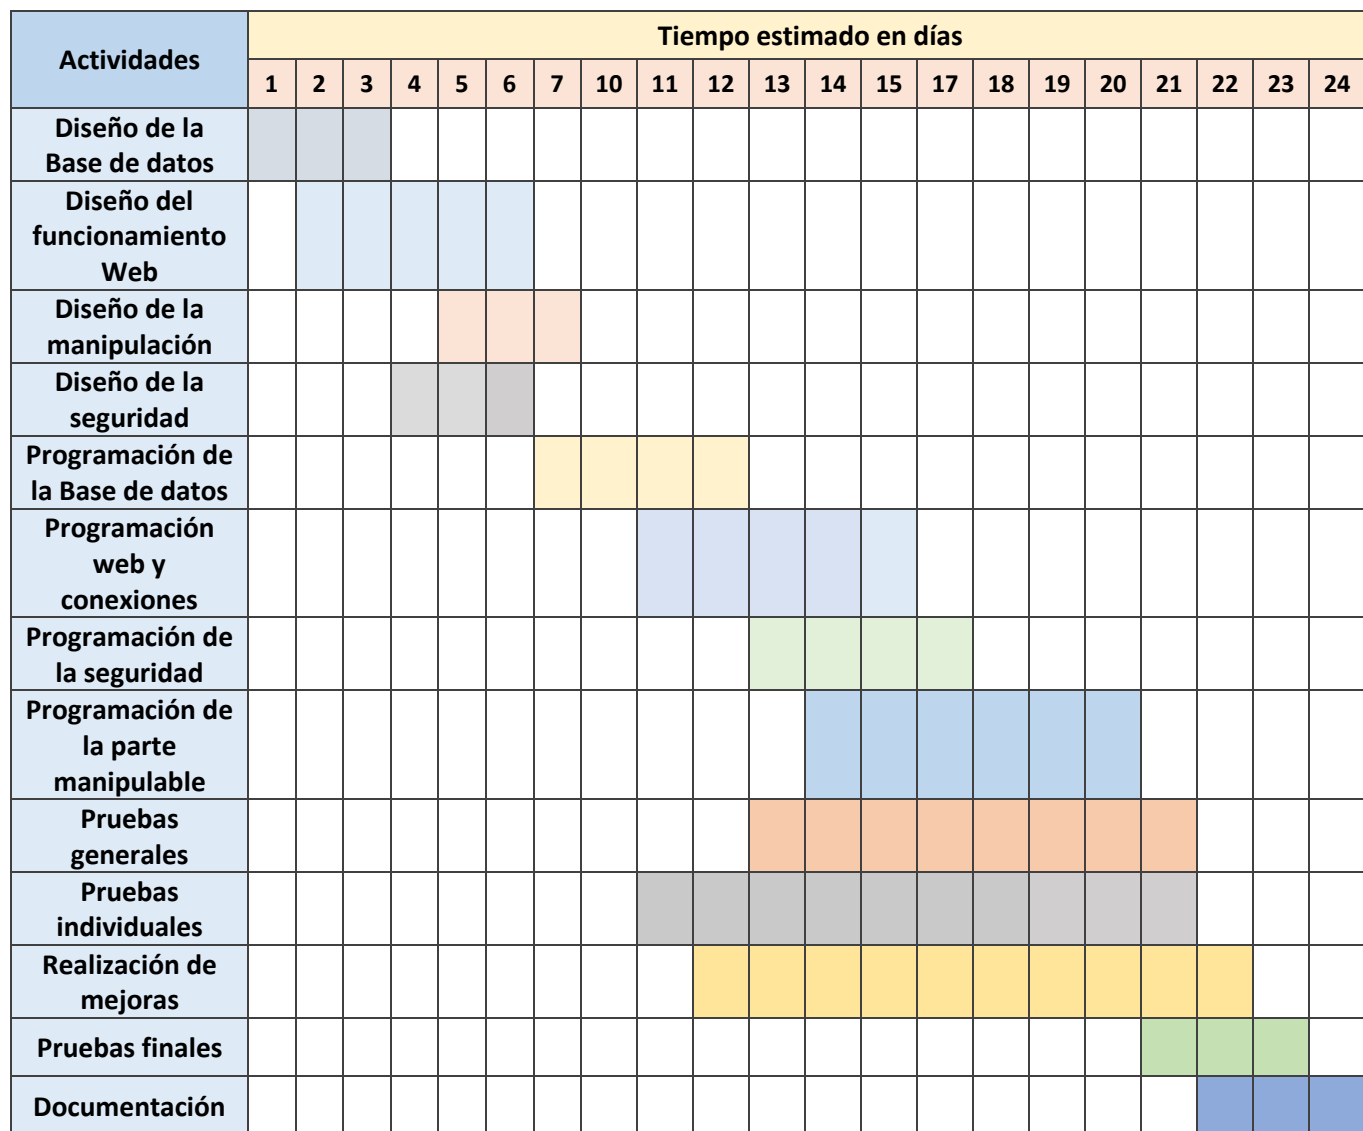 Actividades
Tiempo estimado en días
1 2 3 4 5 6 7 10 11 12 13 14 15 17 18 19 20 21 22 23 24
Diseño de la
Base de datos
Diseño del
funcionamiento
Web
Diseño de la
manipulación
Diseño de la
seguridad
Programación de
la Base de datos
Programación
web y
conexiones
Programación de
la seguridad
Programación de
la parte
manipulable
Pruebas
generales
Pruebas
individuales
Realización de
mejoras
Pruebas finales
Documentación